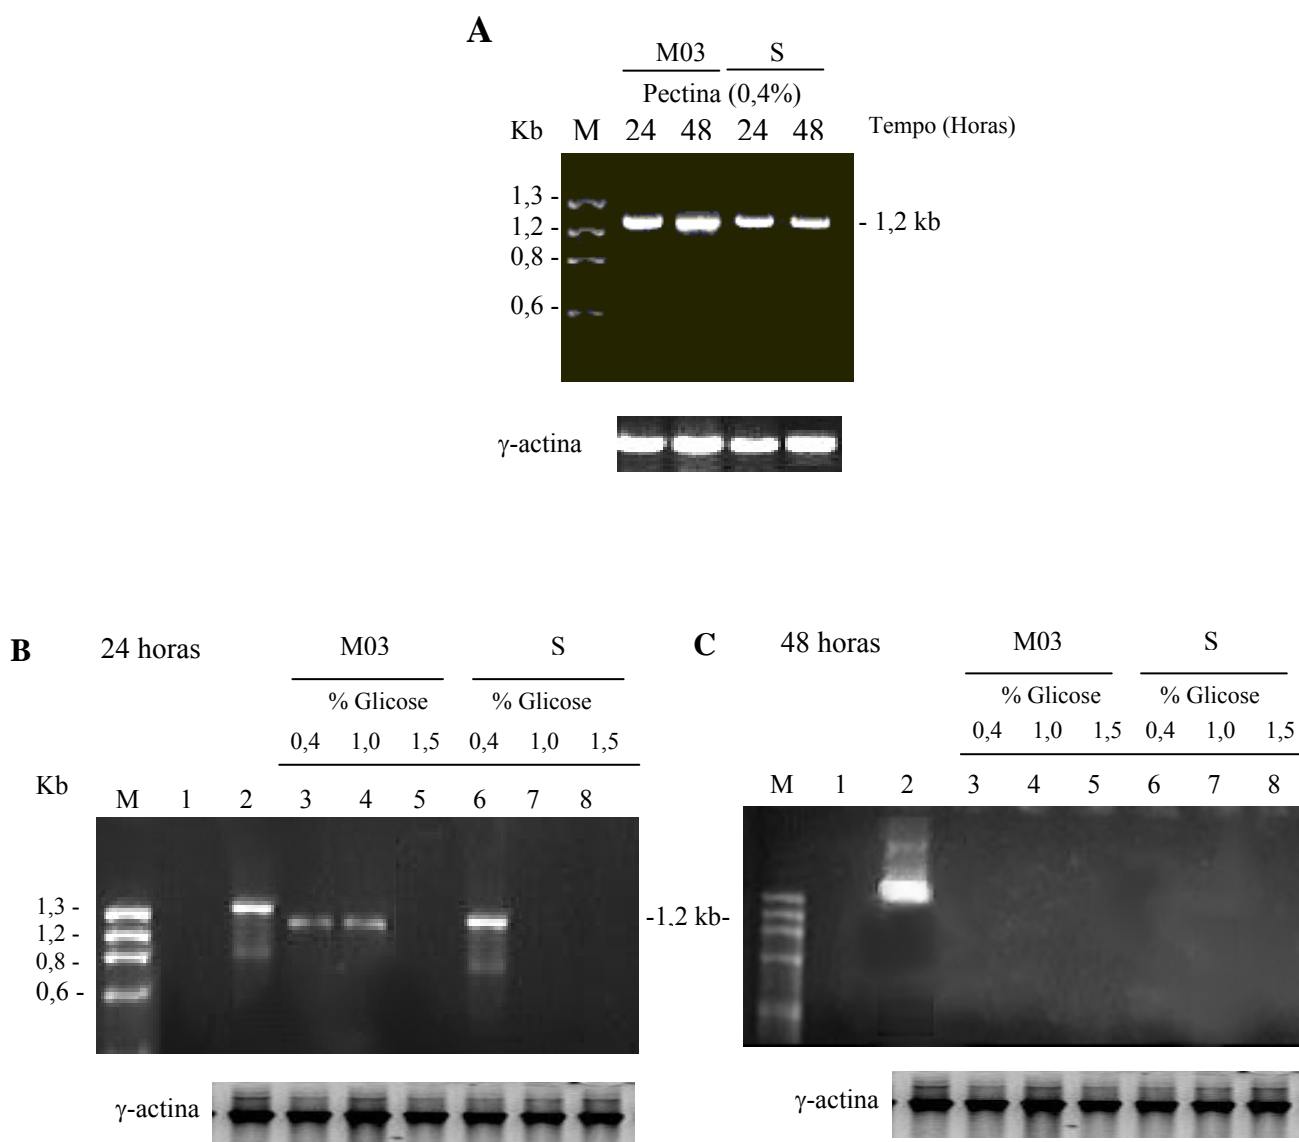 A
M03 S
Pectina (0,4%)
Kb M 24 48 24 48 Tempo (Horas)
1,3 -
1,2 -
- 1,2 kb
0,8 -
0,6 -
γ-actina
B 24 horas M03 S
% Glicose % Glicose
0,4 1,0 1,5 0,4 1,0 1,5
Kb M 1 2 3 4 5 6 7 8
1,3 -
1,2 -
0,8 -
0,6 -
-1,2 kb-
γ-actina
C 48 horas M03 S
% Glicose % Glicose
0,4 1,0 1,5 0,4 1,0 1,5
M 1 2 3 4 5 6 7 8
γ-actina